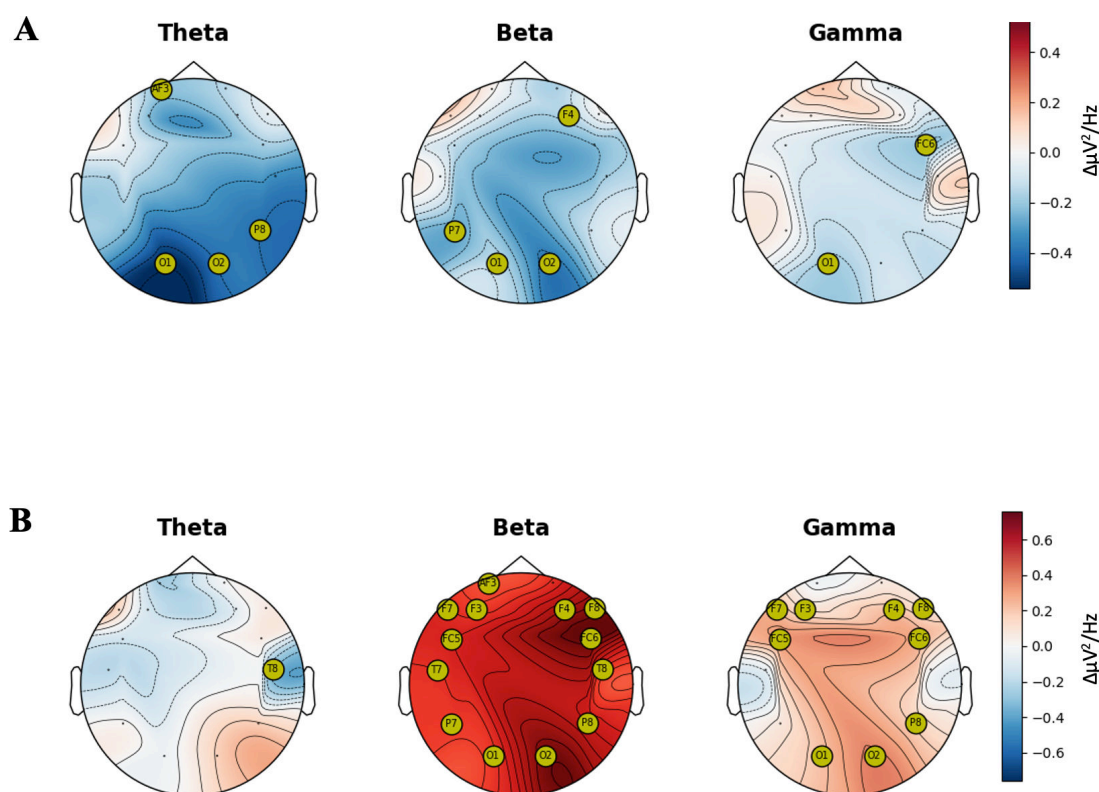 A
Theta
Beta
Gamma
AF3
P8
O1
O2
F4
P7
O1
O2
FC6
O1
0.4
0.2
0.0
−0.2
−0.4
ΔµV²/Hz
B
Theta
Beta
Gamma
T8
AF3
F7
F3
F4
F8
FC5
FC6
T7
T8
P7
P8
O1
O2
F7
F3
F4
F8
FC5
FC6
P8
O1
O2
0.6
0.4
0.2
0.0
−0.2
−0.4
−0.6
ΔµV²/Hz